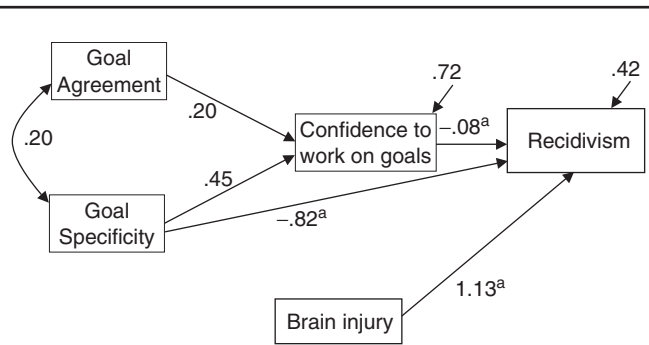 Goal
Agreement
.20
.20
Goal
Specificity
.45
−.82ᵃ
Confidence to
work on goals
.72
−.08ᵃ
Recidivism
.42
Brain injury
1.13ᵃ